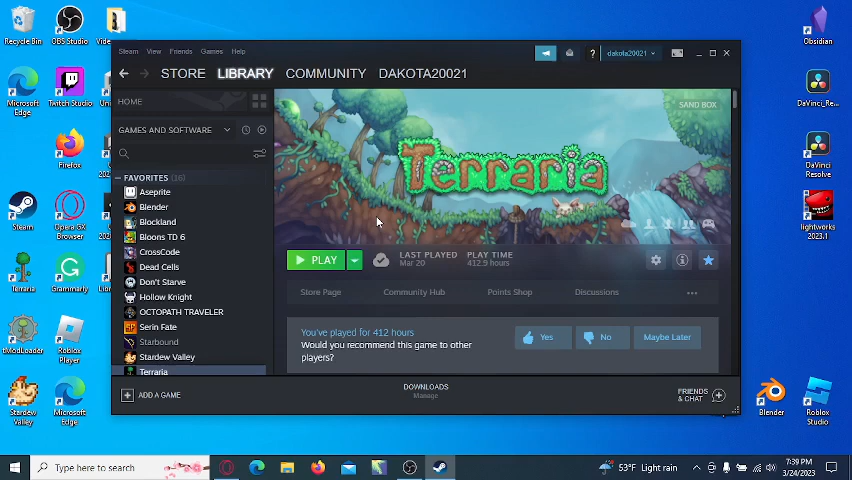 Recycle Bin
OBS Studio
Obsidian
Steam View Friends Games Help
dakota20021
STORE LIBRARY COMMUNITY DAKOTA20021
Microsoft
Edge
Twitch Studio
DaVinci_Re...
HOME
SAND BOX
GAMES AND SOFTWARE
Terraria
Firefox
DaVinci
Resolve
FAVORITES (16)
Aseprite
Blender
Blockland
Bloons TD 6
CrossCode
Dead Cells
Don't Starve
Hollow Knight
OCTOPATH TRAVELER
Serin Fate
Starbound
Stardew Valley
Terraria
Steam
Opera GX
Browser
lightworks
2023.1
PLAY
LAST PLAYED
Mar 20
PLAY TIME
412.9 hours
Terraria
Grammarly
Store Page Community Hub Points Shop Discussions
You've played for 412 hours
Would you recommend this game to other
players?
Yes No Maybe Later
tModLoader
Roblox
Player
DOWNLOADS
Manage
ADD A GAME
FRIENDS
& CHAT
Stardew
Valley
Microsoft
Edge
Blender
Roblox
Studio
Type here to search
53°F Light rain
7:39 PM
3/24/2023